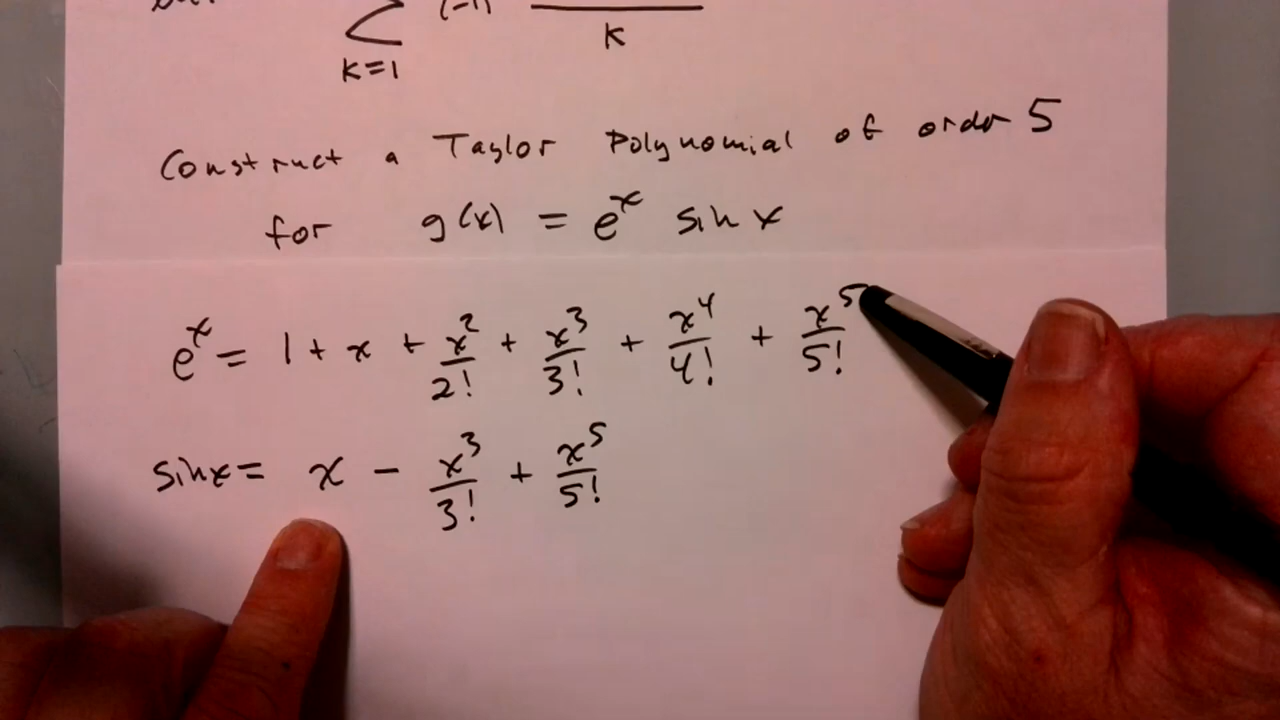 ∑ (-1) / k
k=1
Construct a Taylor Polynomial of order 5
for g(x) = e^x sin x
e^x = 1 + x + x^2/2! + x^3/3! + x^4/4! + x^5/5!
sin x = x - x^3/3! + x^5/5!